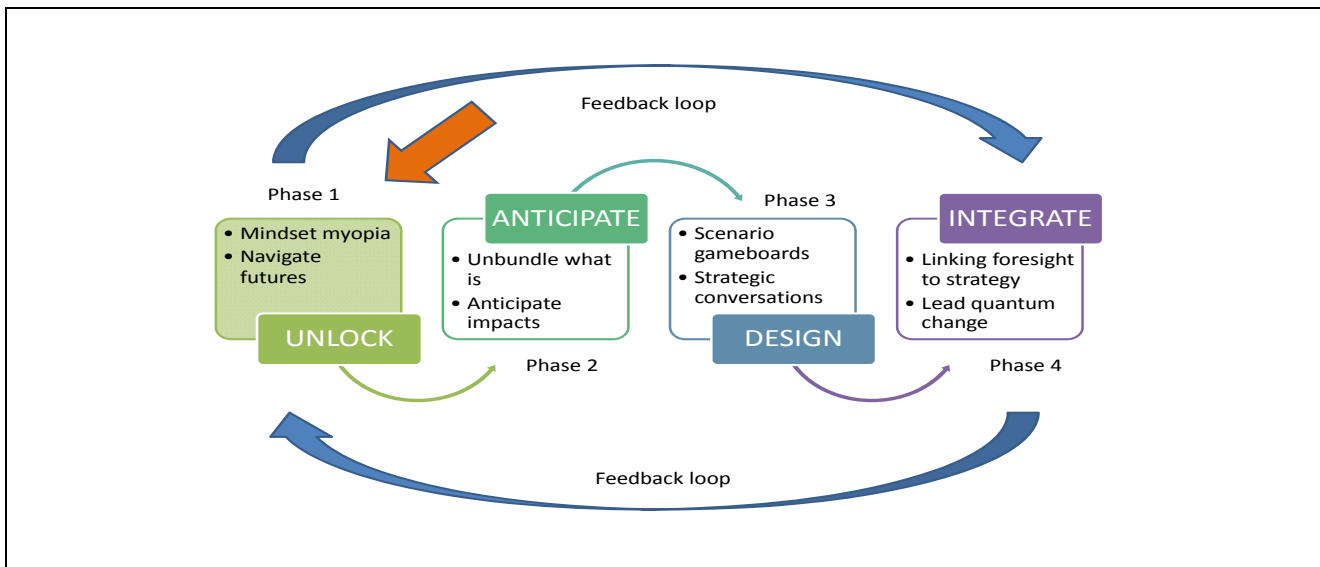 Feedback loop
Phase 1
• Mindset myopia
• Navigate
futures
UNLOCK
ANTICIPATE
• Unbundle what
is
• Anticipate
impacts
Phase 2
Phase 3
• Scenario
gameboards
• Strategic
conversations
DESIGN
INTEGRATE
• Linking foresight
to strategy
• Lead quantum
change
Phase 4
Feedback loop